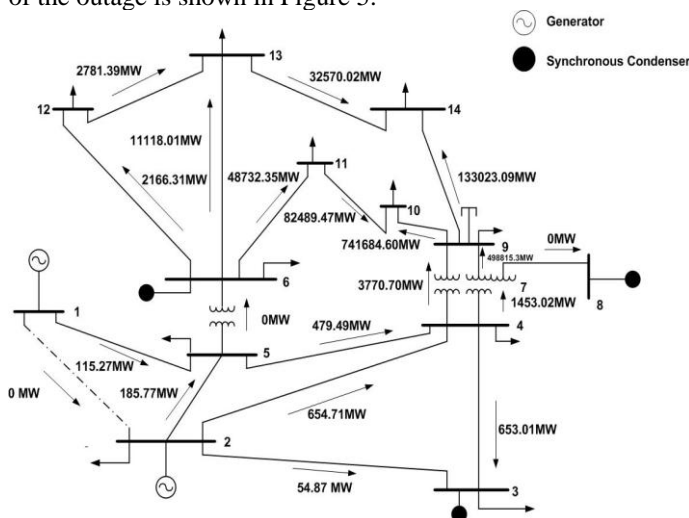 of the outage is shown in Figure 3.
Generator
Synchronous Condenser
13
2781.39MW
32570.02MW
12
14
11118.01MW
2166.31MW
48732.35MW
11
133023.09MW
82489.47MW
10
741684.60MW
9
0MW
498815.3MW
6
3770.70MW
7
1453.02MW
8
0MW
1
479.49MW
4
5
115.27MW
185.77MW
0 MW
654.71MW
653.01MW
2
54.87 MW
3